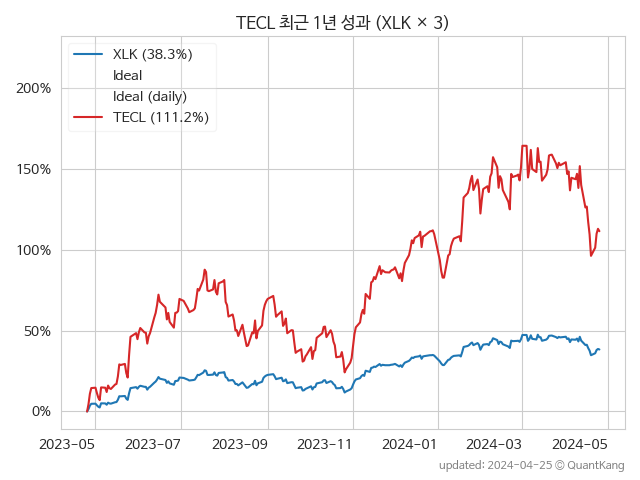 TECL 최근 1년 성과 (XLK × 3)
XLK (38.3%)
Ideal
Ideal (daily)
TECL (111.2%)
200%
150%
100%
50%
0%
2023-05 2023-07 2023-09 2023-11 2024-01 2024-03 2024-05
updated: 2024-04-25 © QuantKang